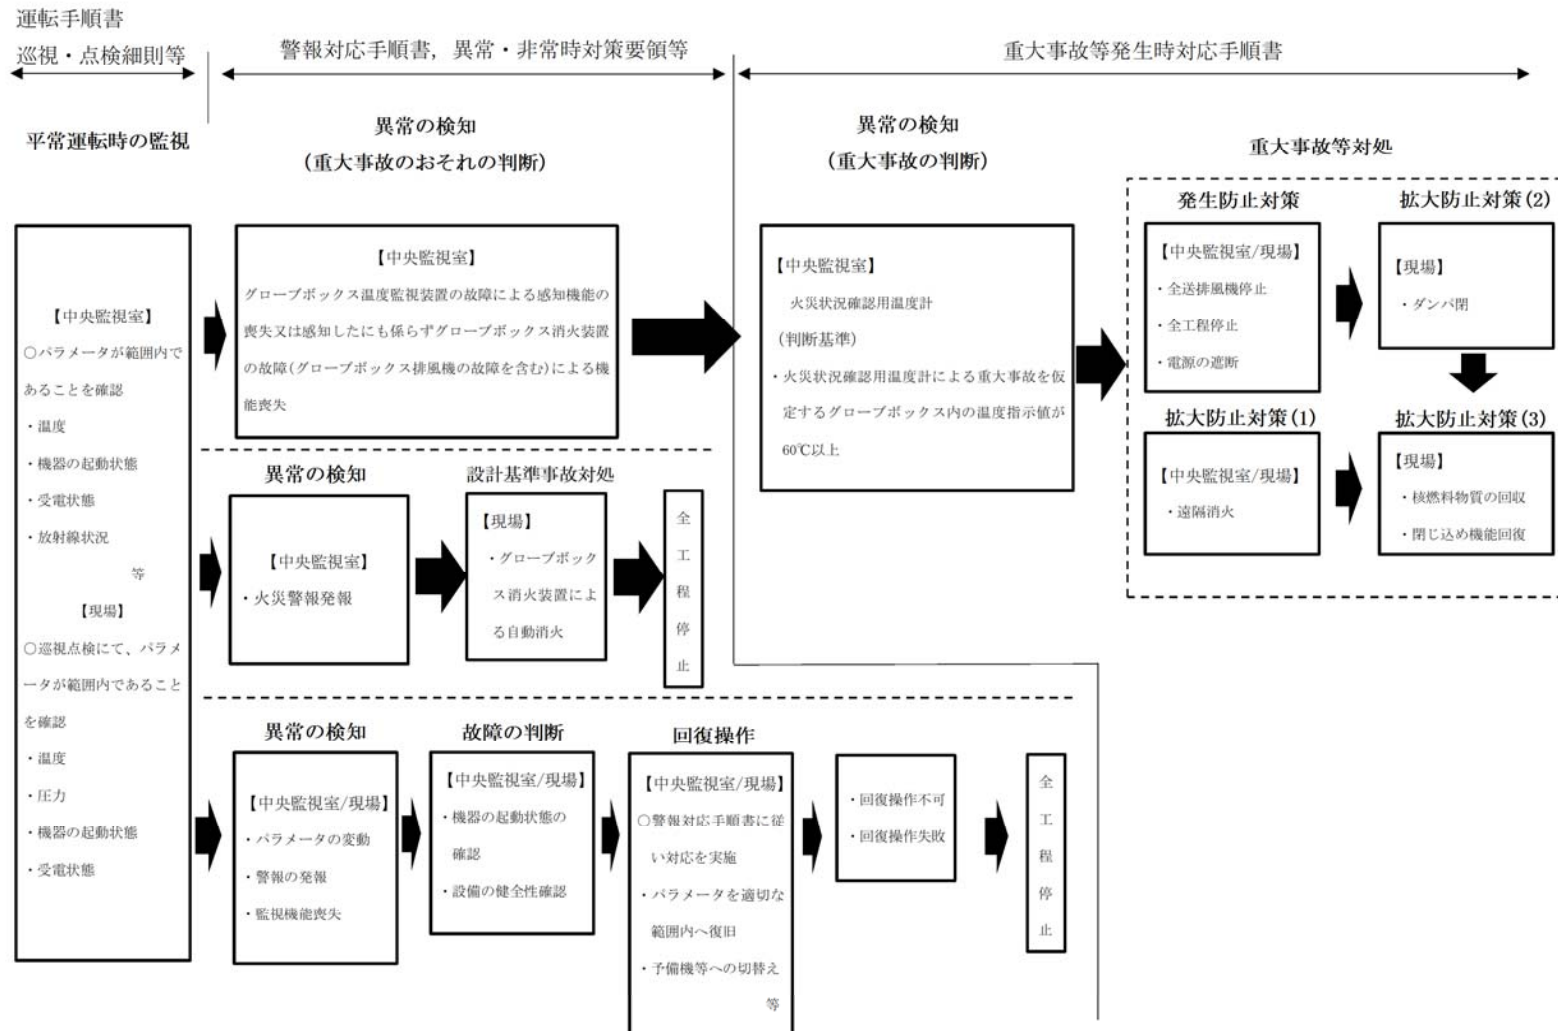 運転手順書
巡視・点検細則等
警報対応手順書，異常・非常時対策要領等
重大事故等発生時対応手順書
平常運転時の監視
異常の検知
（重大事故のおそれの判断）
異常の検知
（重大事故の判断）
重大事故等対処
【中央監視室】
○パラメータが範囲内で
あることを確認
・温度
・機器の起動状態
・受電状態
・放射線状況
等
【現場】
○巡視点検にて、パラメ
ータが範囲内であること
を確認
・温度
・圧力
・機器の起動状態
・受電状態
【中央監視室】
グローブボックス温度監視装置の故障による感知機能の
喪失又は感知したにも係らずグローブボックス消火装置
の故障(グローブボックス排風機の故障を含む)による機
能喪失
【中央監視室】
火災状況確認用温度計
（判断基準）
・火災状況確認用温度計による重大事故を仮
定するグローブボックス内の温度指示値が
60℃以上
発生防止対策
【中央監視室/現場】
・全送排風機停止
・全工程停止
・電源の遮断
拡大防止対策(2)
【現場】
・ダンパ閉
拡大防止対策(1)
【中央監視室/現場】
・遠隔消火
拡大防止対策(3)
【現場】
・核燃料物質の回収
・閉じ込め機能回復
異常の検知
【中央監視室】
・火災警報発報
設計基準事故対処
【現場】
・グローブボック
ス消火装置によ
る自動消火
全
工
程
停
止
異常の検知
【中央監視室/現場】
・パラメータの変動
・警報の発報
・監視機能喪失
故障の判断
【中央監視室/現場】
・機器の起動状態の
確認
・設備の健全性確認
回復操作
【中央監視室/現場】
○警報対応手順書に従
い対応を実施
・パラメータを適切な
範囲内へ復旧
・予備機等への切替え
等
・回復操作不可
・回復操作失敗
全
工
程
停
止